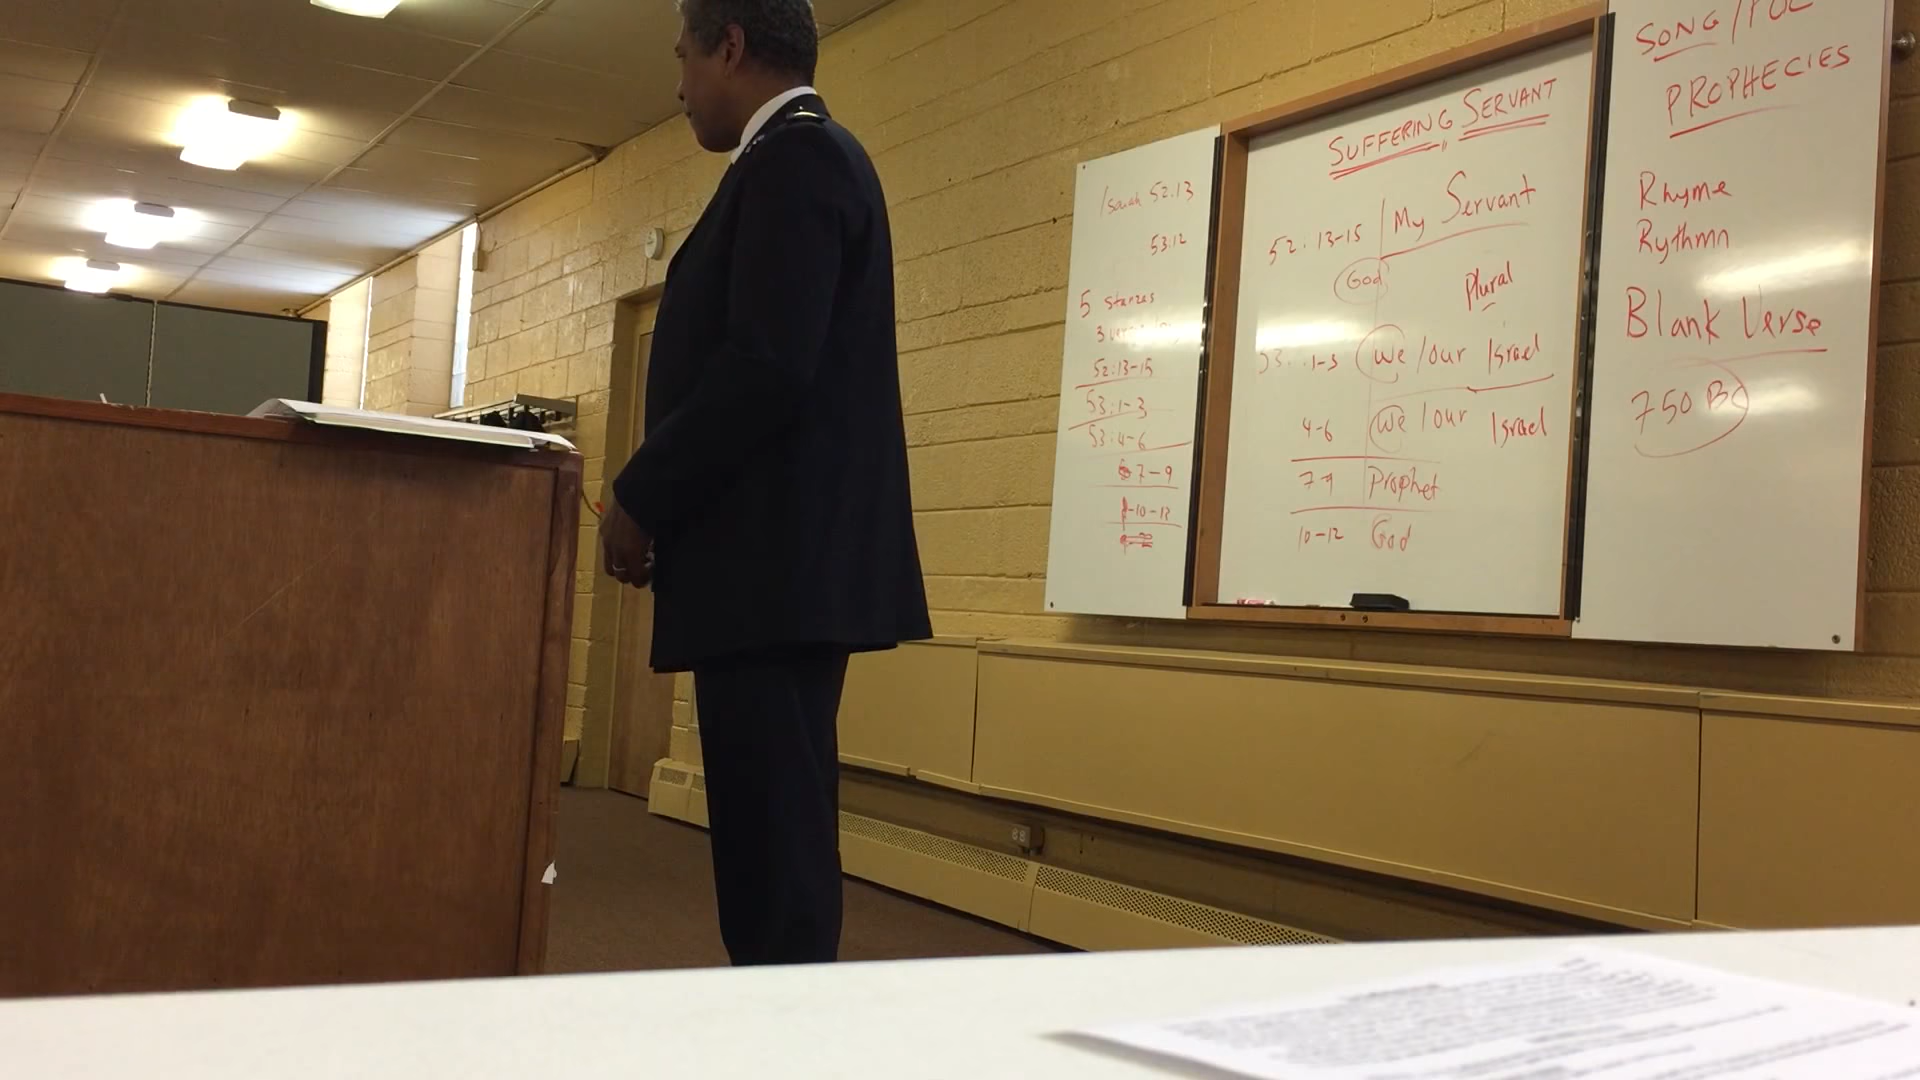 Isaiah 52:13
53:12
5 stanzas
3
52:13-15
53:1-3
53:4-6
7-9
10-12
SUFFERING SERVANT
52:13-15 My Servant
God Plural
53:1-3 We/our Israel
4-6 We/our Israel
7-9 Prophet
10-12 God
SONG/
PROPHECIES
Rhyme
Rythmn
Blank Verse
750 BC